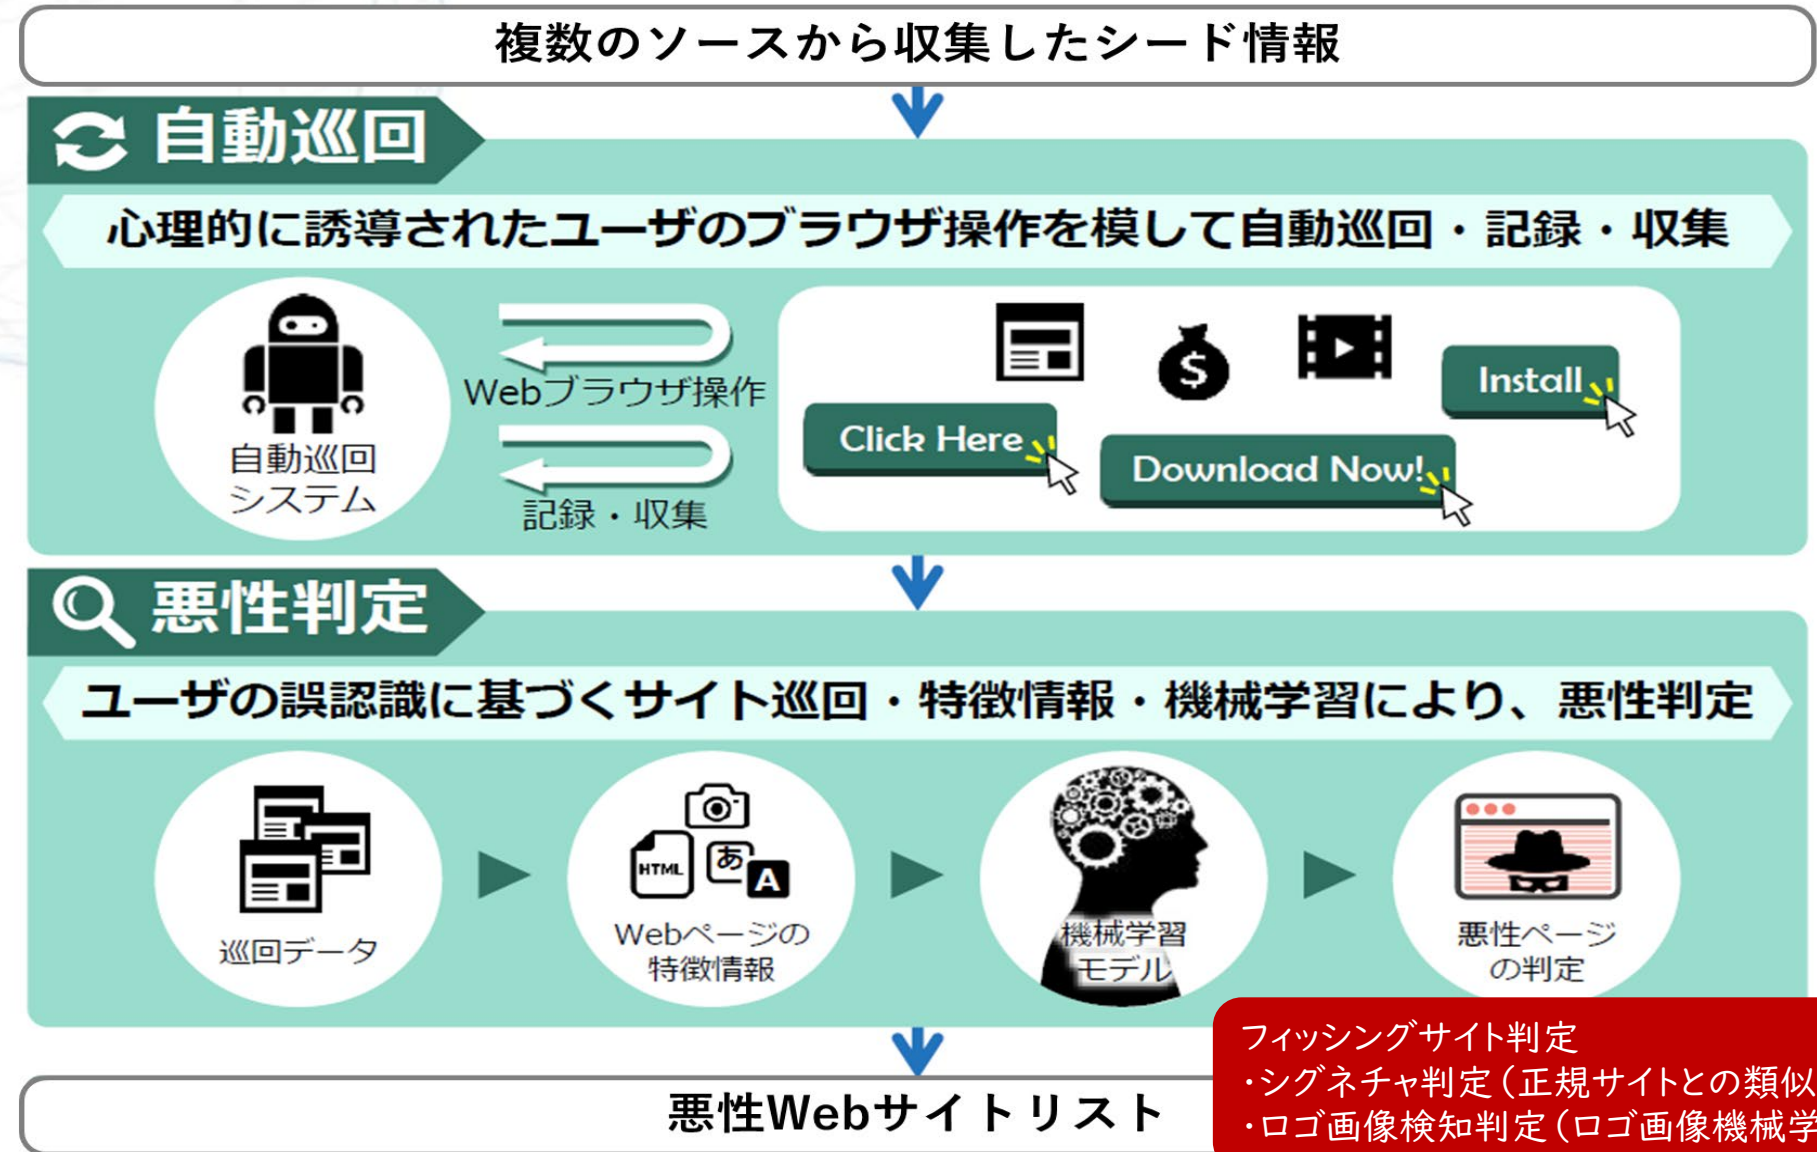 複数のソースから収集したシード情報
自動巡回
心理的に誘導されたユーザのブラウザ操作を模して自動巡回・記録・収集
自動巡回
システム
Webブラウザ操作
記録・収集
Click Here
Download Now!
Install
悪性判定
ユーザの誤認識に基づくサイト巡回・特徴情報・機械学習により、悪性判定
巡回データ
HTML
あ
A
Webページの
特徴情報
機械学習
モデル
悪性ページ
の判定
フィッシングサイト判定
・シグネチャ判定（正規サイトとの類似
・ロゴ画像検知判定（ロゴ画像機械学
悪性Webサイトリスト